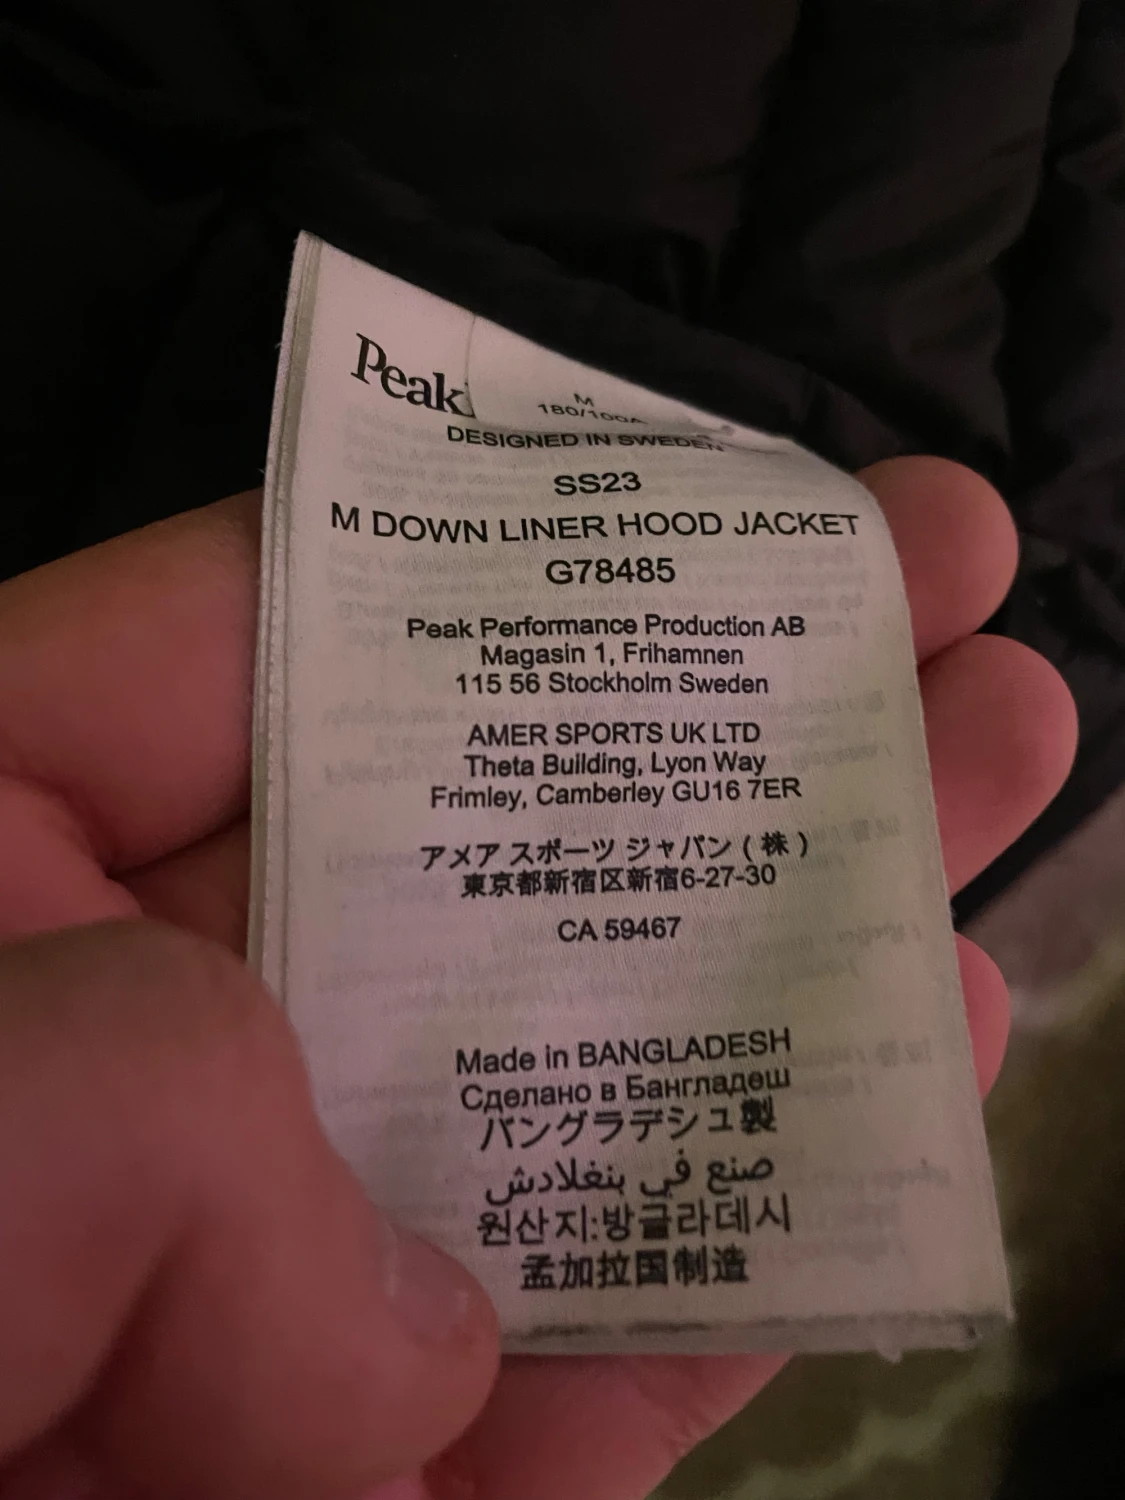 Peak
M
180/100A
DESIGNED IN SWEDEN
SS23
M DOWN LINER HOOD JACKET
G78485
Peak Performance Production AB
Magasin 1, Frihamnen
115 56 Stockholm Sweden
AMER SPORTS UK LTD
Theta Building, Lyon Way
Frimley, Camberley GU16 7ER
アメア スポーツ ジャパン ( 株 )
東京都新宿区新宿6-27-30
CA 59467
Made in BANGLADESH
Сделано в Бангладеш
バングラデシュ製
صنع في بنغلادش
원산지:방글라데시
孟加拉国制造